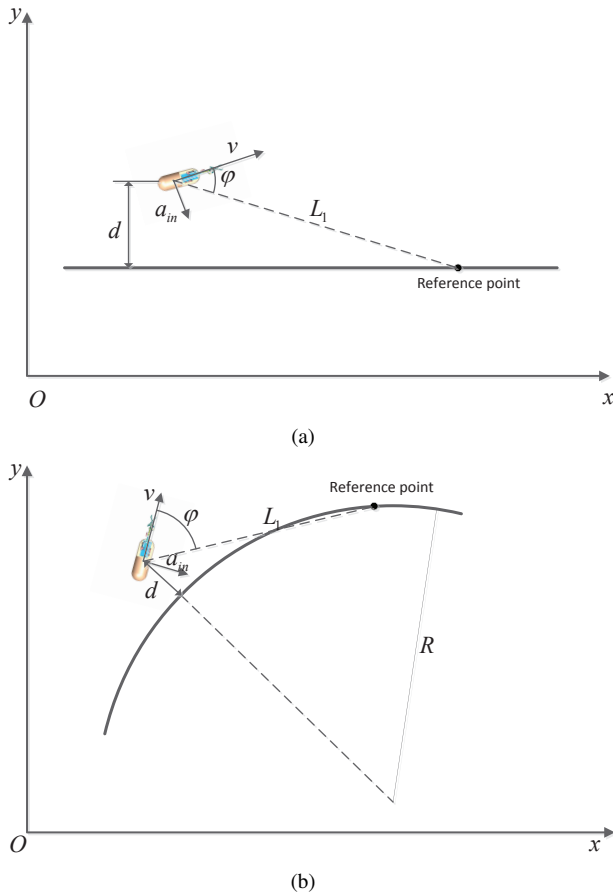 y
v
φ
a_in
L_1
d
Reference point
O
x
(a)
y
Reference point
v
φ
L_1
a_in
d
R
O
x
(b)